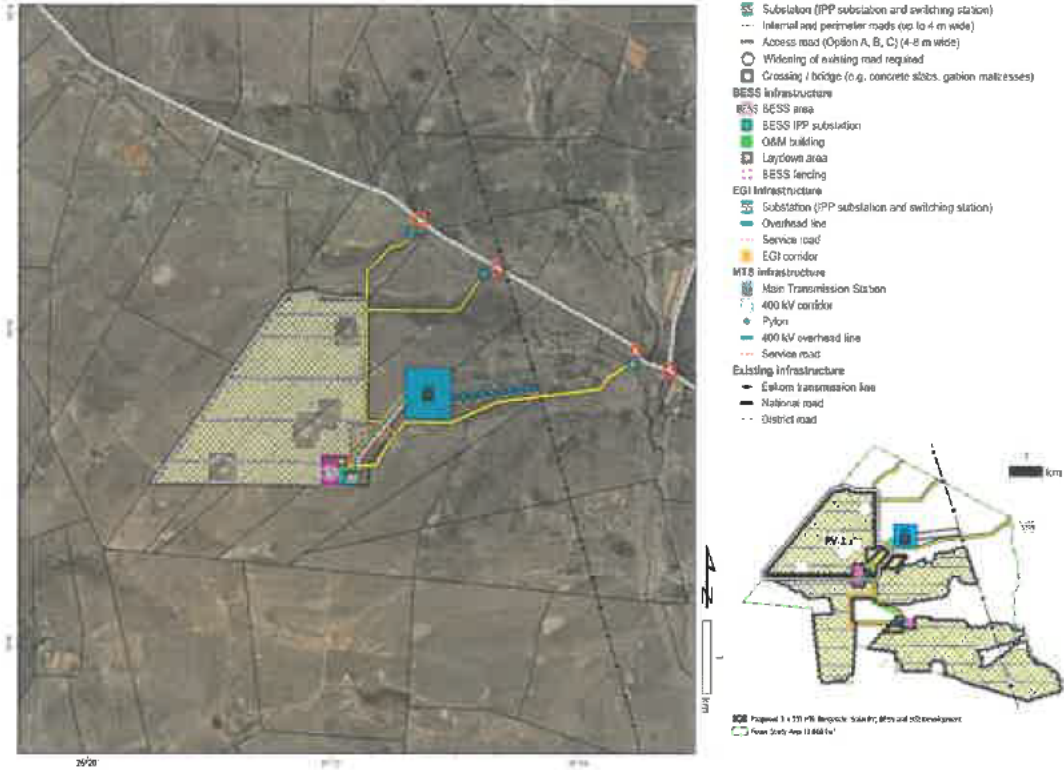 Substation (IPP substation and switching station)
Internal and perimeter roads (up to 4 m wide)
Access road (Option A, B, C) (4-8 m wide)
Widening of existing road required
Crossing / bridge (e.g. concrete slabs, gabion mattresses)
BESS infrastructure
BESS BESS area
BESS IPP substation
O&M building
Laydown area
BESS fencing
EGI infrastructure
Substation (IPP substation and switching station)
Overhead line
Service road
EGI corridor
MTS infrastructure
Main Transmission Station
400 kV corridor
Pylon
400 kV overhead line
Service road
Existing infrastructure
Eskom transmission line
National road
District road
km
N
1
km